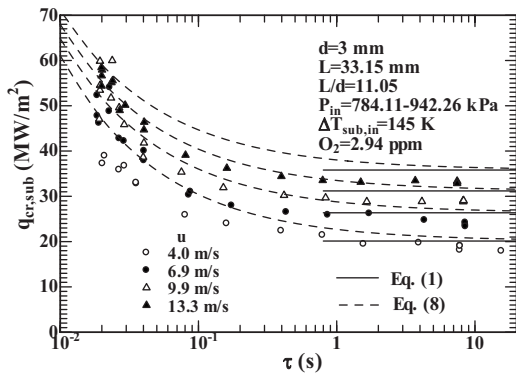 70
60
50
40
30
20
10
0
q_cr,sub (MW/m²)
d=3 mm
L=33.15 mm
L/d=11.05
P_in=784.11-942.26 kPa
ΔT_sub,in=145 K
O₂=2.94 ppm
u
4.0 m/s
6.9 m/s
9.9 m/s
13.3 m/s
Eq. (1)
Eq. (8)
10⁻² 10⁻¹ 10⁰ 10¹
τ (s)